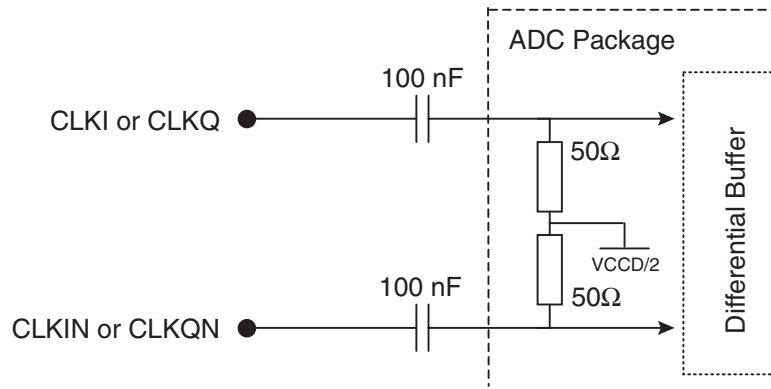 ADC Package
100 nF
CLKI or CLKQ
50Ω
VCCD/2
Differential Buffer
100 nF
50Ω
CLKIN or CLKQN